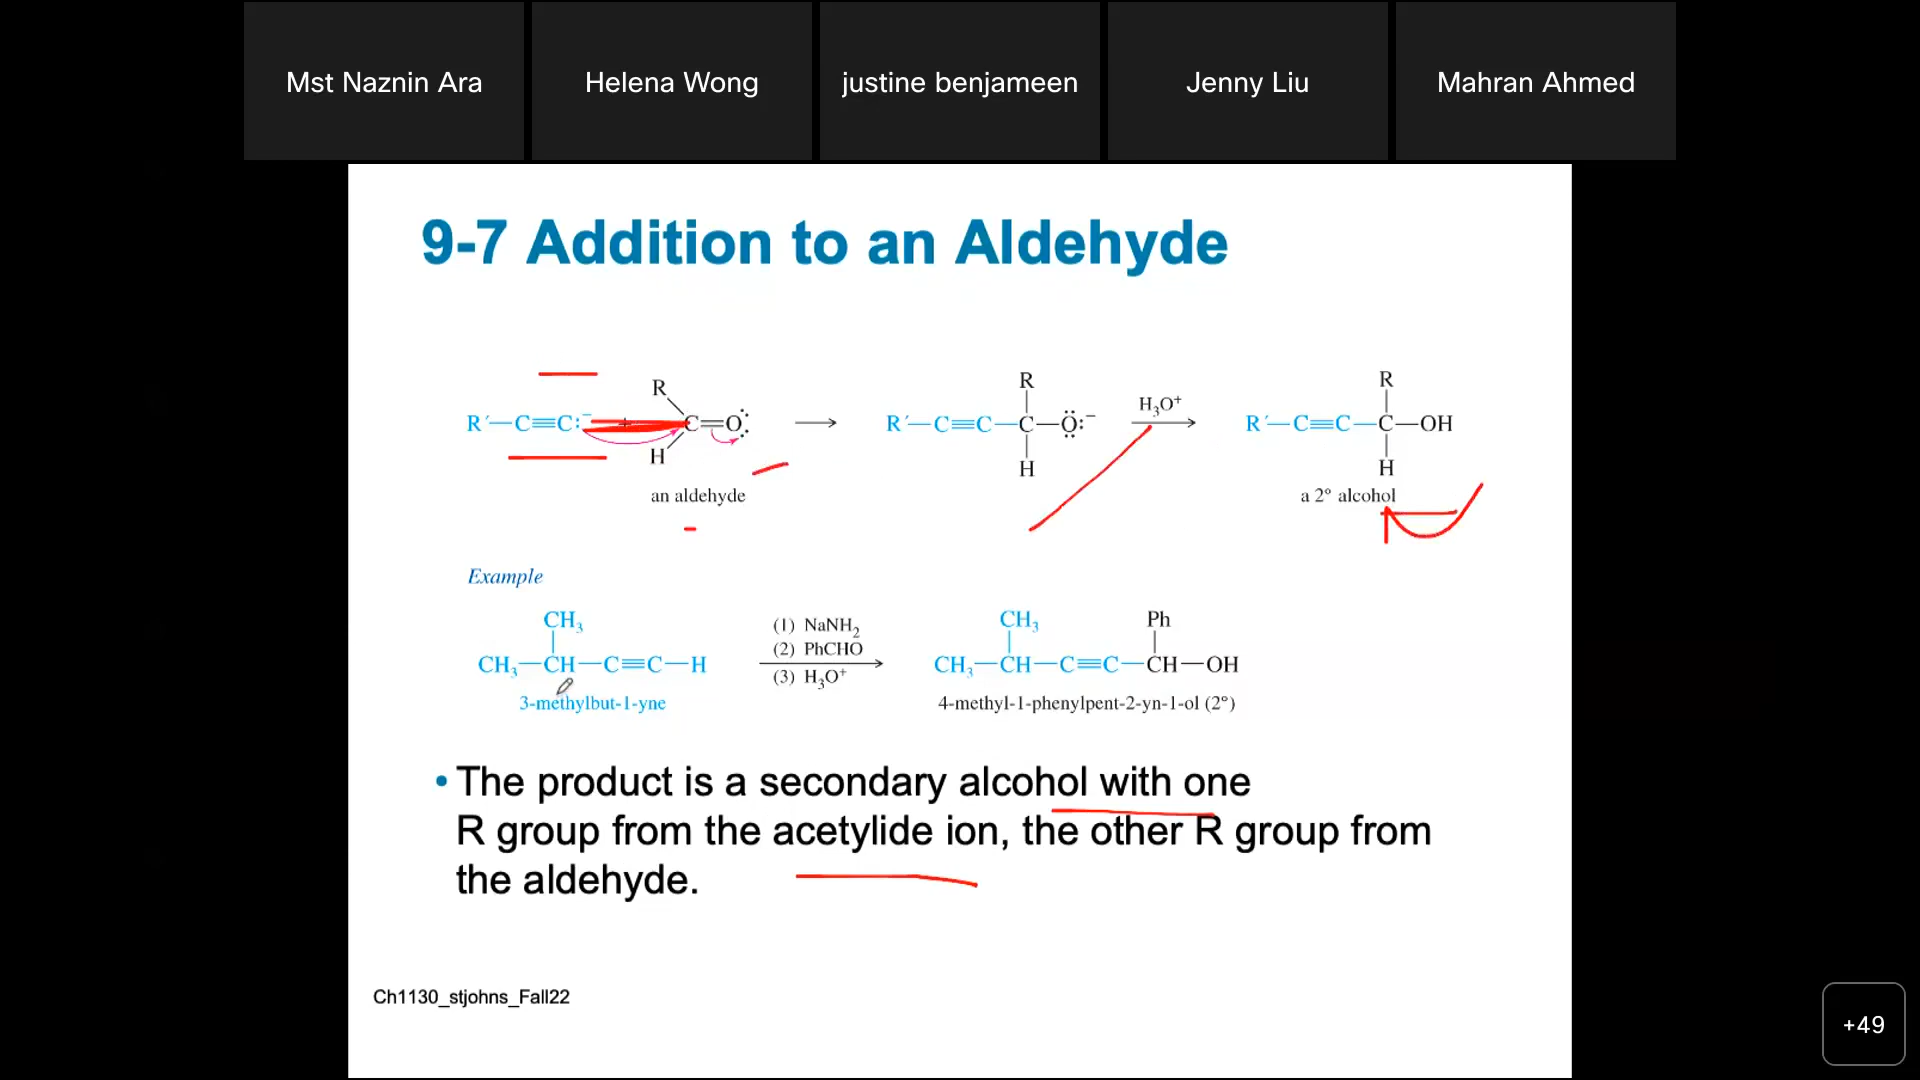 Mst Naznin Ara
Helena Wong
justine benjameen
Jenny Liu
Mahran Ahmed
9-7 Addition to an Aldehyde
R′—C≡C:⁻ + R C=O H
R′—C≡C—C—Ö:⁻ R H
H₃O⁺
R′—C≡C—C—OH R H
an aldehyde
a 2° alcohol
Example
CH₃
CH₃—CH—C≡C—H
3-methylbut-1-yne
(1) NaNH₂
(2) PhCHO
(3) H₃O⁺
CH₃ Ph
CH₃—CH—C≡C—CH—OH
4-methyl-1-phenylpent-2-yn-1-ol (2°)
• The product is a secondary alcohol with one
R group from the acetylide ion, the other R group from
the aldehyde.
Ch1130_stjohns_Fall22
+49